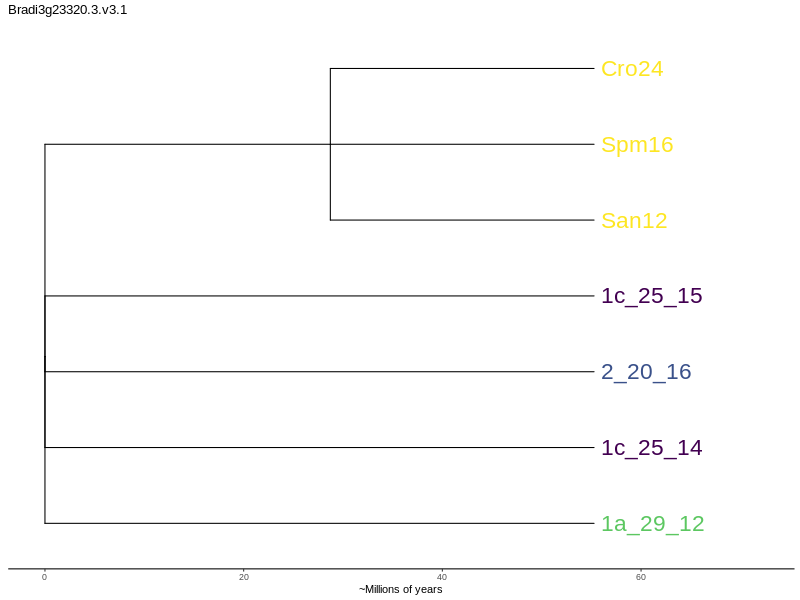 Bradi3g23320.3.v3.1
Cro24
Spm16
San12
1c_25_15
2_20_16
1c_25_14
1a_29_12
0 20 40 60
~Millions of years